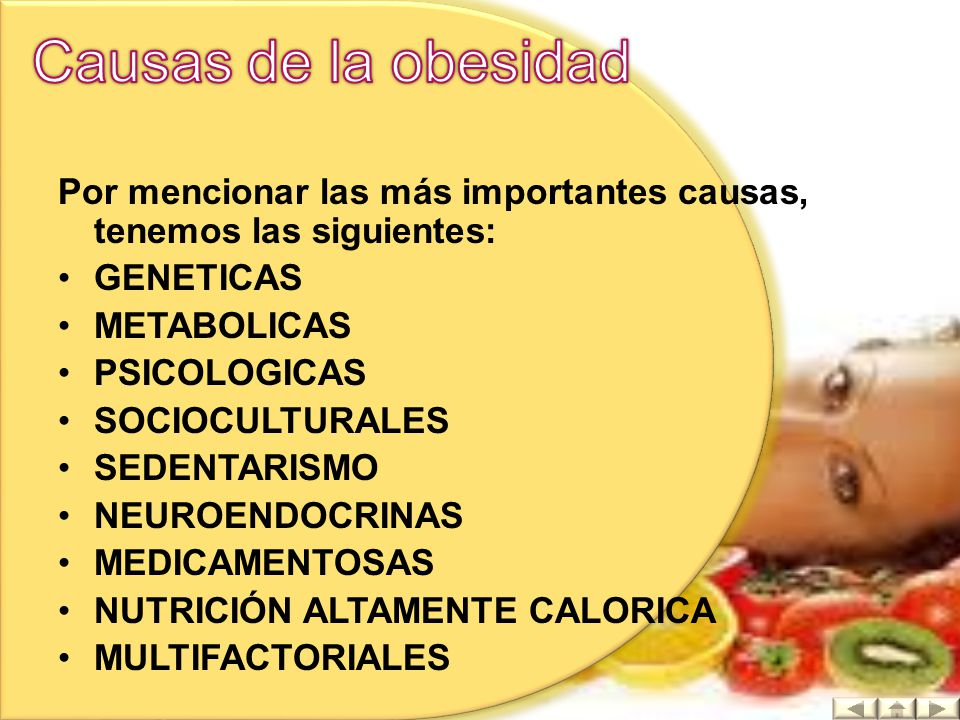 Causas de la obesidad
Por mencionar las más importantes causas,
tenemos las siguientes:
• GENETICAS
• METABOLICAS
• PSICOLOGICAS
• SOCIOCULTURALES
• SEDENTARISMO
• NEUROENDOCRINAS
• MEDICAMENTOSAS
• NUTRICIÓN ALTAMENTE CALORICA
• MULTIFACTORIALES